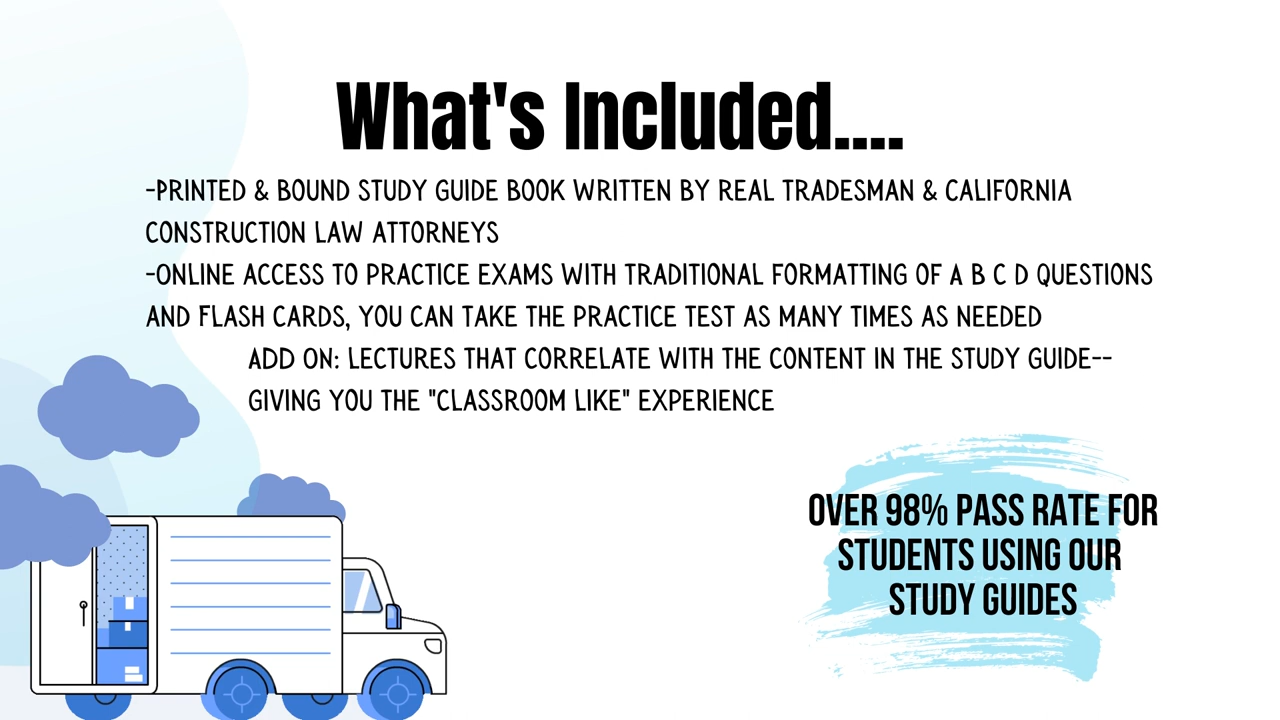 What's Included....
-PRINTED & BOUND STUDY GUIDE BOOK WRITTEN BY REAL TRADESMAN & CALIFORNIA
CONSTRUCTION LAW ATTORNEYS
-ONLINE ACCESS TO PRACTICE EXAMS WITH TRADITIONAL FORMATTING OF A B C D QUESTIONS
AND FLASH CARDS, YOU CAN TAKE THE PRACTICE TEST AS MANY TIMES AS NEEDED
ADD ON: LECTURES THAT CORRELATE WITH THE CONTENT IN THE STUDY GUIDE--
GIVING YOU THE "CLASSROOM LIKE" EXPERIENCE
OVER 98% PASS RATE FOR
STUDENTS USING OUR
STUDY GUIDES